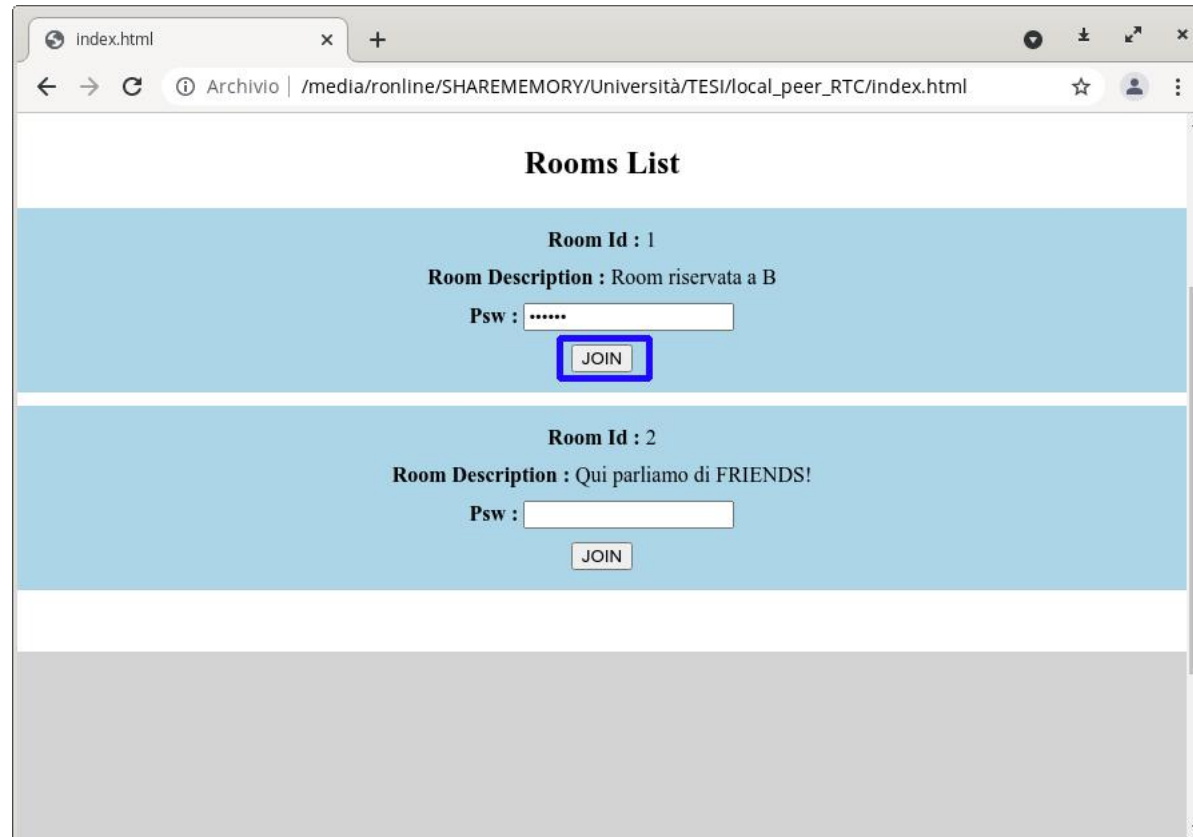 index.html
Archivio | /media/ronline/SHAREMEMORY/Università/TESI/local_peer_RTC/index.html
Rooms List
Room Id : 1
Room Description : Room riservata a B
Psw : ••••••
JOIN
Room Id : 2
Room Description : Qui parliamo di FRIENDS!
Psw :
JOIN